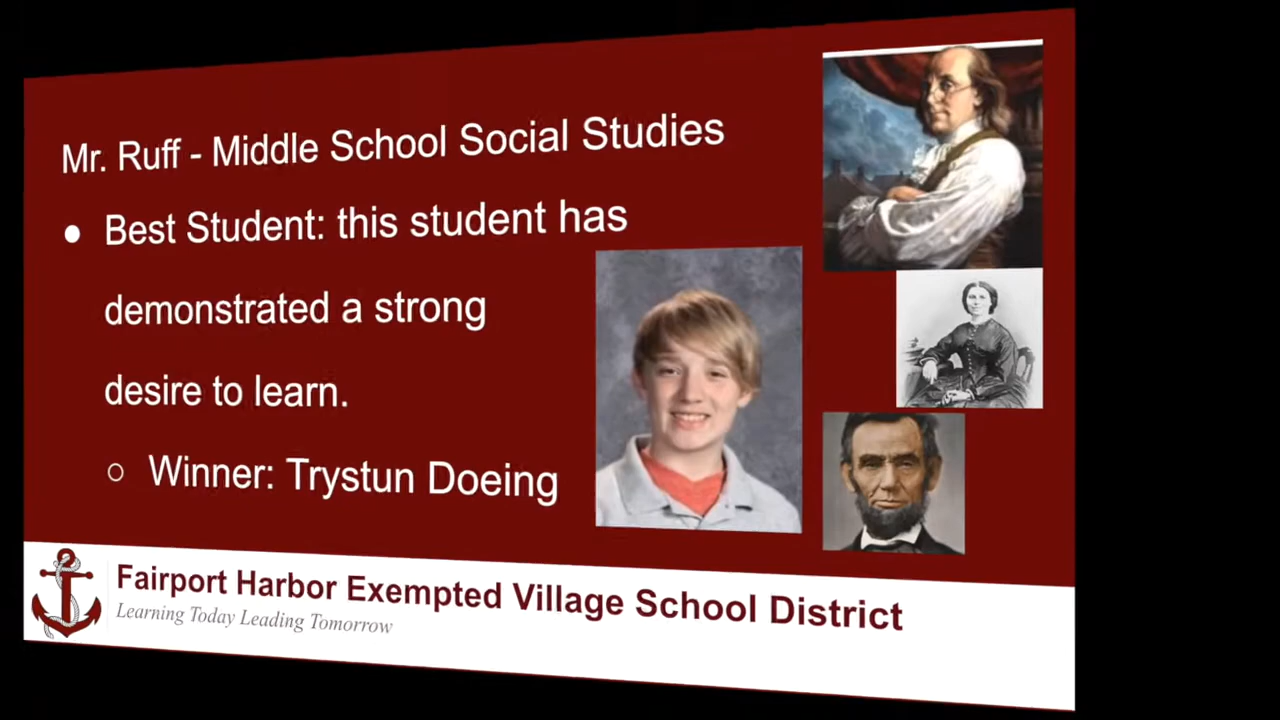 Mr. Ruff - Middle School Social Studies
● Best Student: this student has
demonstrated a strong
desire to learn.
○ Winner: Trystun Doeing
Fairport Harbor Exempted Village School District
Learning Today Leading Tomorrow